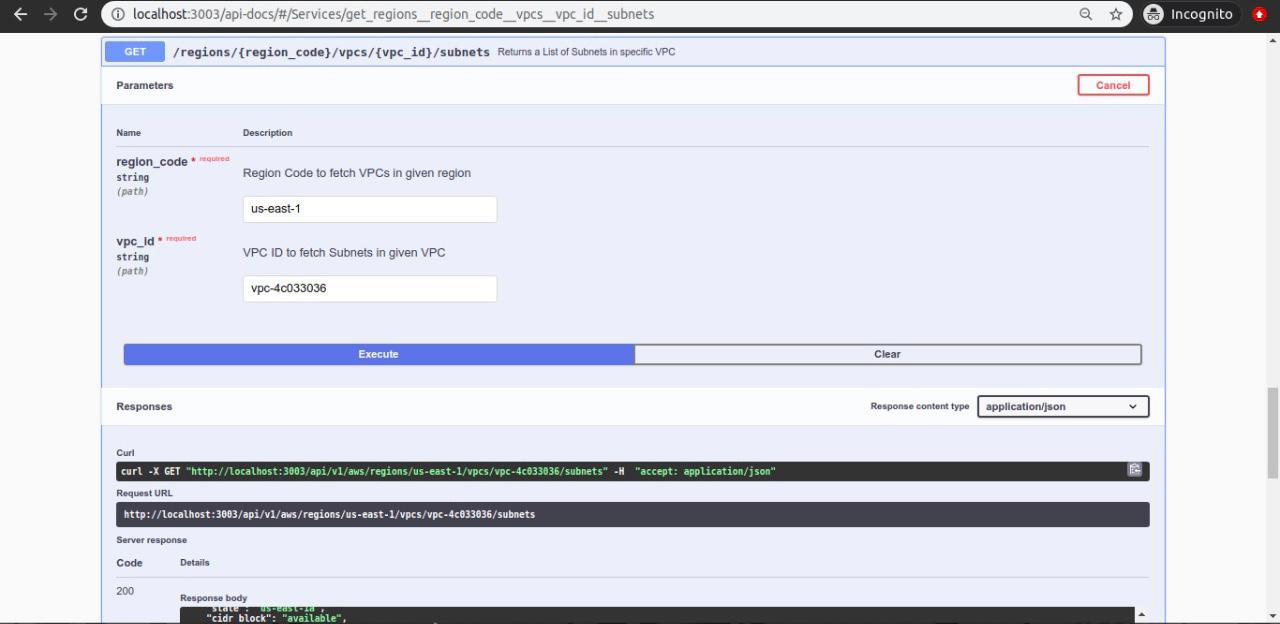 localhost:3003/api-docs/#/Services/get_regions__region_code__vpcs__vpc_id__subnets
Incognito
GET /regions/{region_code}/vpcs/{vpc_id}/subnets Returns a List of Subnets in specific VPC
Parameters
Cancel
Name Description
region_code * required
string
(path)
Region Code to fetch VPCs in given region
us-east-1
vpc_id * required
string
(path)
VPC ID to fetch Subnets in given VPC
vpc-4c033036
Execute Clear
Responses
Response content type application/json
Curl
curl -X GET "http://localhost:3003/api/v1/aws/regions/us-east-1/vpcs/vpc-4c033036/subnets" -H "accept: application/json"
Request URL
http://localhost:3003/api/v1/aws/regions/us-east-1/vpcs/vpc-4c033036/subnets
Server response
Code Details
200
Response body
"state": "us-east-1a",
"cidr_block": "available",